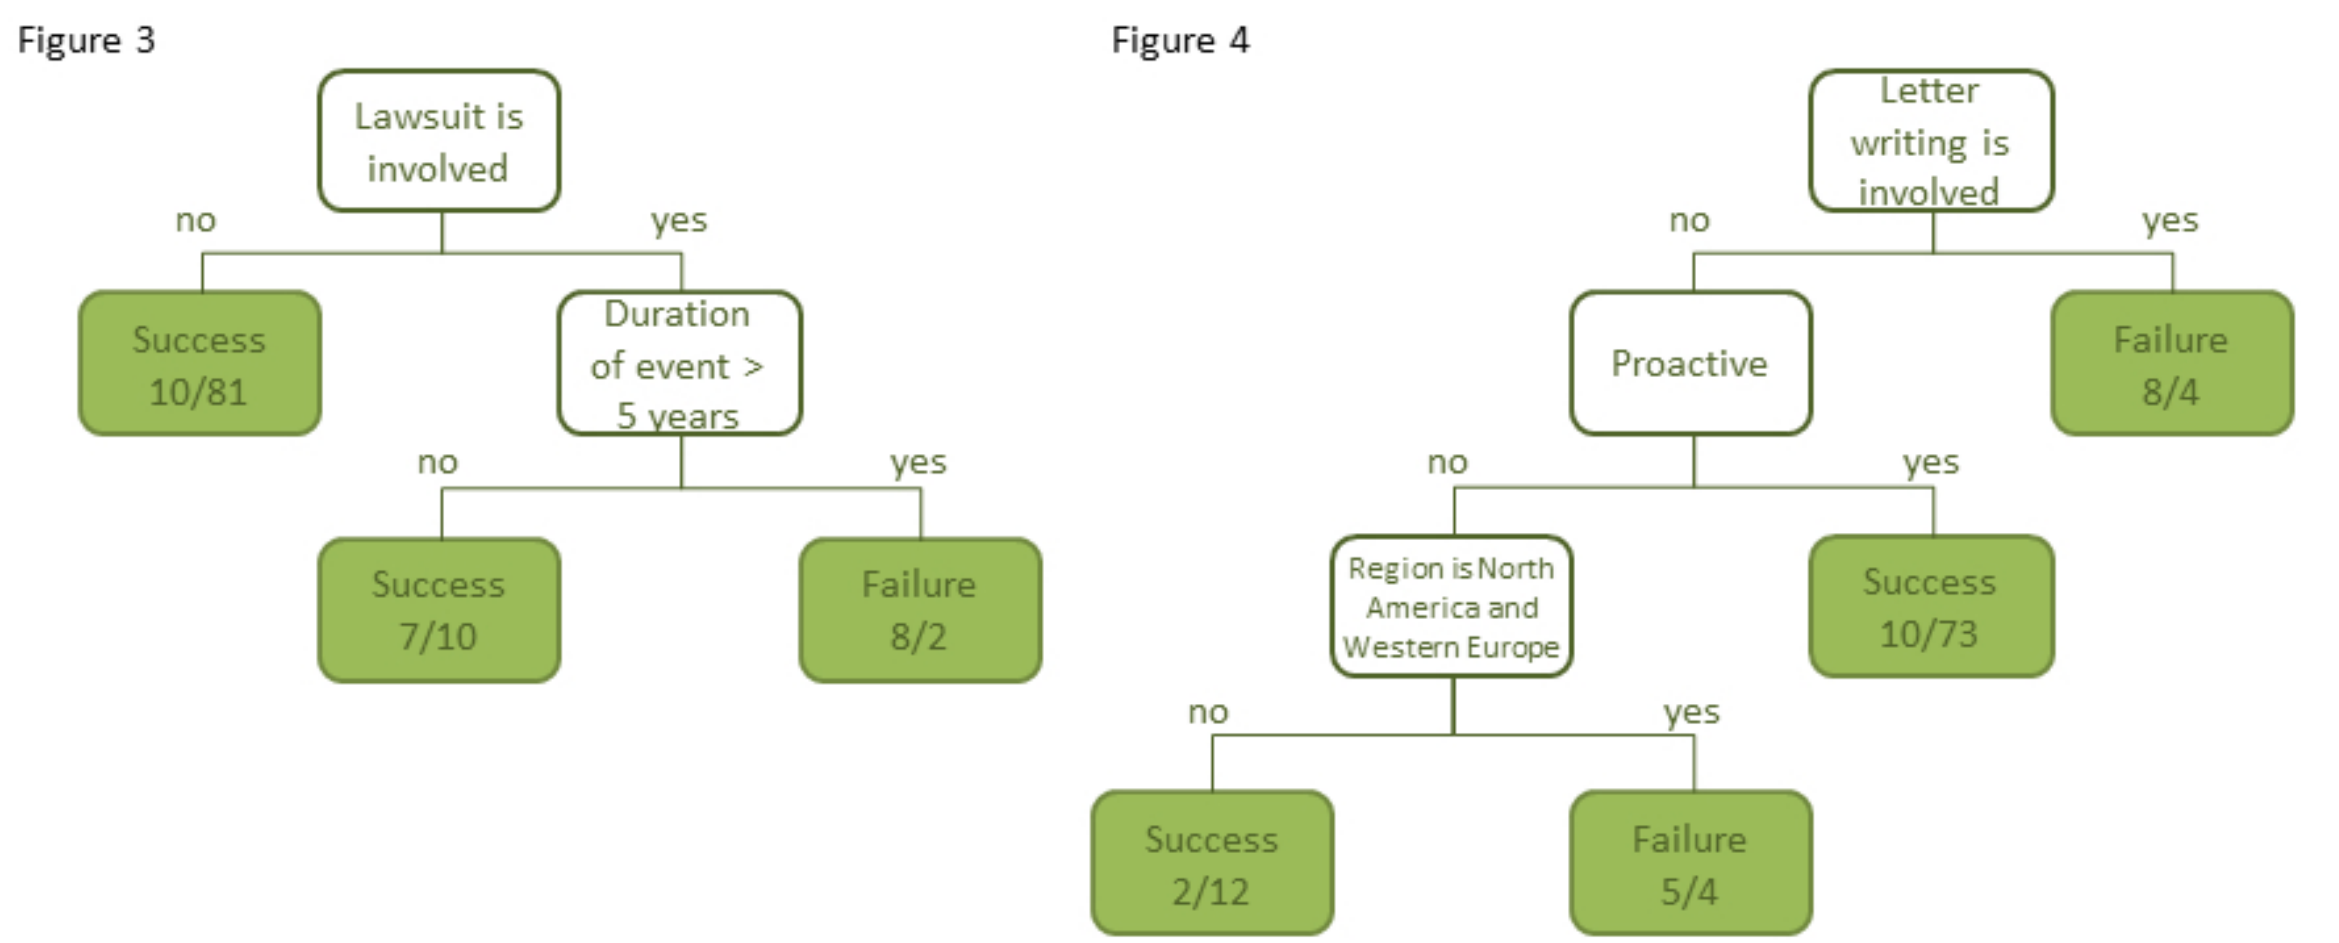 Figure 3
Lawsuit is
involved
no
yes
Success
10/81
Duration
of event >
5 years
no
yes
Success
7/10
Failure
8/2
Figure 4
Letter
writing is
involved
no
yes
Proactive
Failure
8/4
no
yes
Region is North
America and
Western Europe
Success
10/73
no
yes
Success
2/12
Failure
5/4